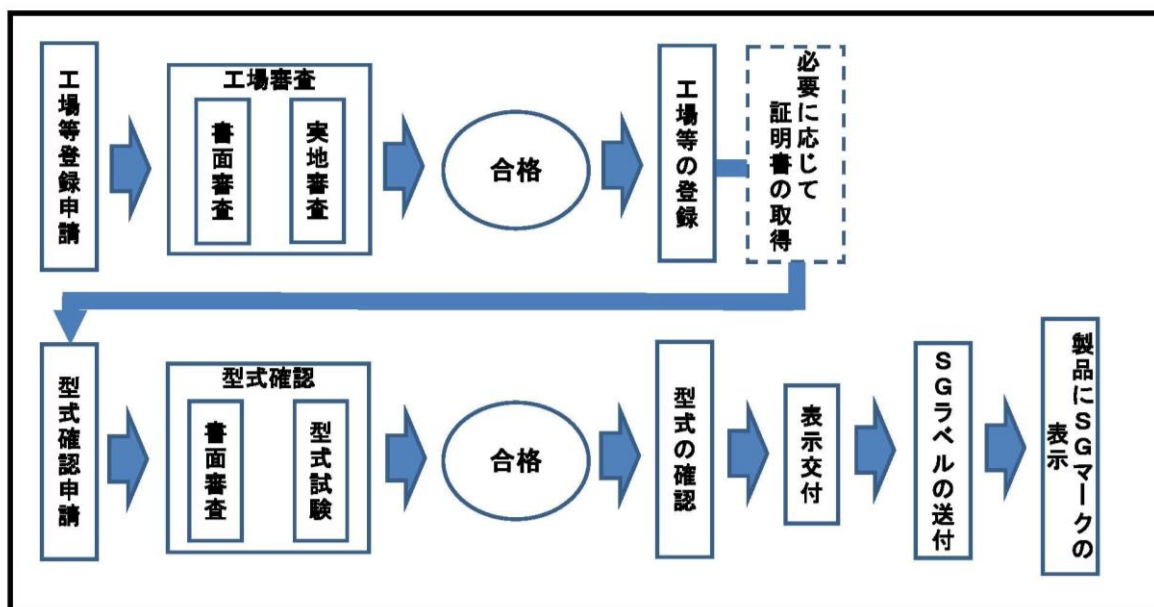 工場等登録申請
工場審査
書面審査
実地審査
合格
工場等の登録
必要に応じて
証明書の取得
型式確認申請
型式確認
書面審査
型式試験
合格
型式の確認
表示交付
SGラベルの送付
製品にSGマークの
表示